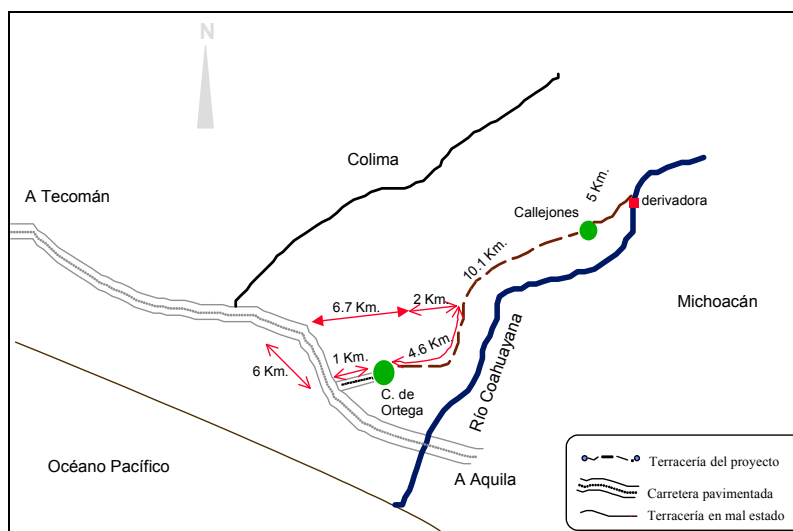 N
Colima
A Tecomán
5 Km.
Callejones
derivadora
10.1 Km.
Michoacán
6.7 Km.
2 Km.
4.6 Km.
1 Km.
6 Km.
C. de
Ortega
Río Coahuayana
Océano Pacífico
A Aquila
Terracería del proyecto
Carretera pavimentada
Terracería en mal estado